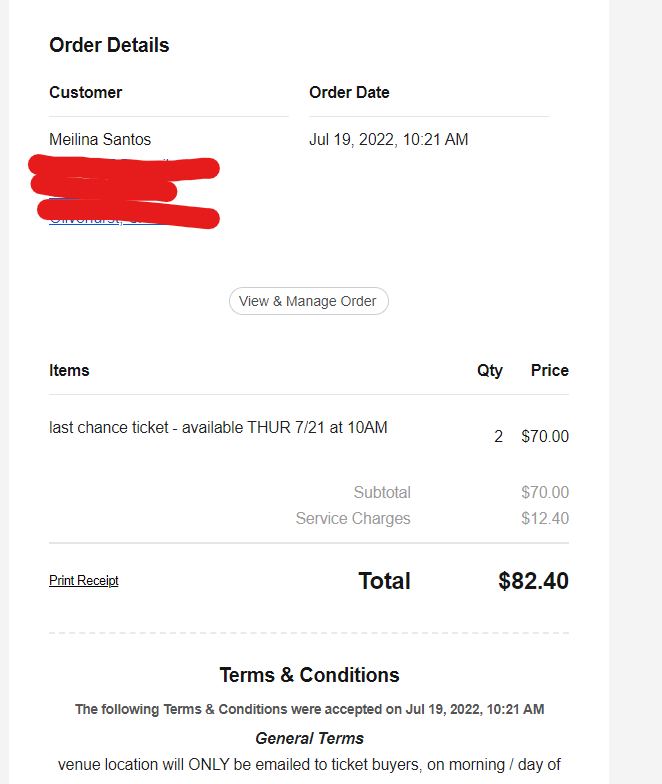 Order Details
Customer Order Date
Meilina Santos Jul 19, 2022, 10:21 AM
View & Manage Order
Items Qty Price
last chance ticket - available THUR 7/21 at 10AM 2 $70.00
Subtotal $70.00
Service Charges $12.40
Print Receipt Total $82.40
Terms & Conditions
The following Terms & Conditions were accepted on Jul 19, 2022, 10:21 AM
General Terms
venue location will ONLY be emailed to ticket buyers, on morning / day of